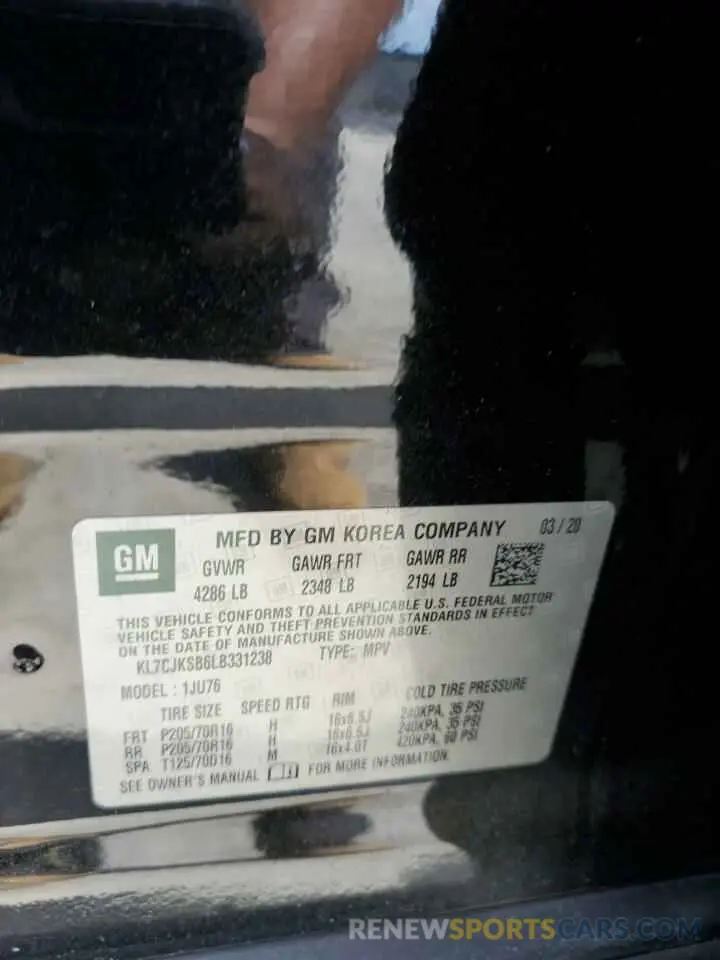 GM
MFD BY GM KOREA COMPANY 03/20
GVWR GAWR FRT GAWR RR
4286 LB 2348 LB 2194 LB
THIS VEHICLE CONFORMS TO ALL APPLICABLE U.S. FEDERAL MOTOR
VEHICLE SAFETY AND THEFT PREVENTION STANDARDS IN EFFECT
ON THE DATE OF MANUFACTURE SHOWN ABOVE.
KL7CJKSB6LB331238 TYPE: MPV
MODEL: 1JU76
TIRE SIZE SPEED RTG RIM COLD TIRE PRESSURE
FRT P205/70R16 H 16x6.5J 240KPA, 35 PSI
RR P205/70R16 H 16x6.5J 240KPA, 35 PSI
SPA T125/70D16 M 16x4.0T 420KPA, 60 PSI
SEE OWNER'S MANUAL FOR MORE INFORMATION.
RENEWSPORTSCARS.COM